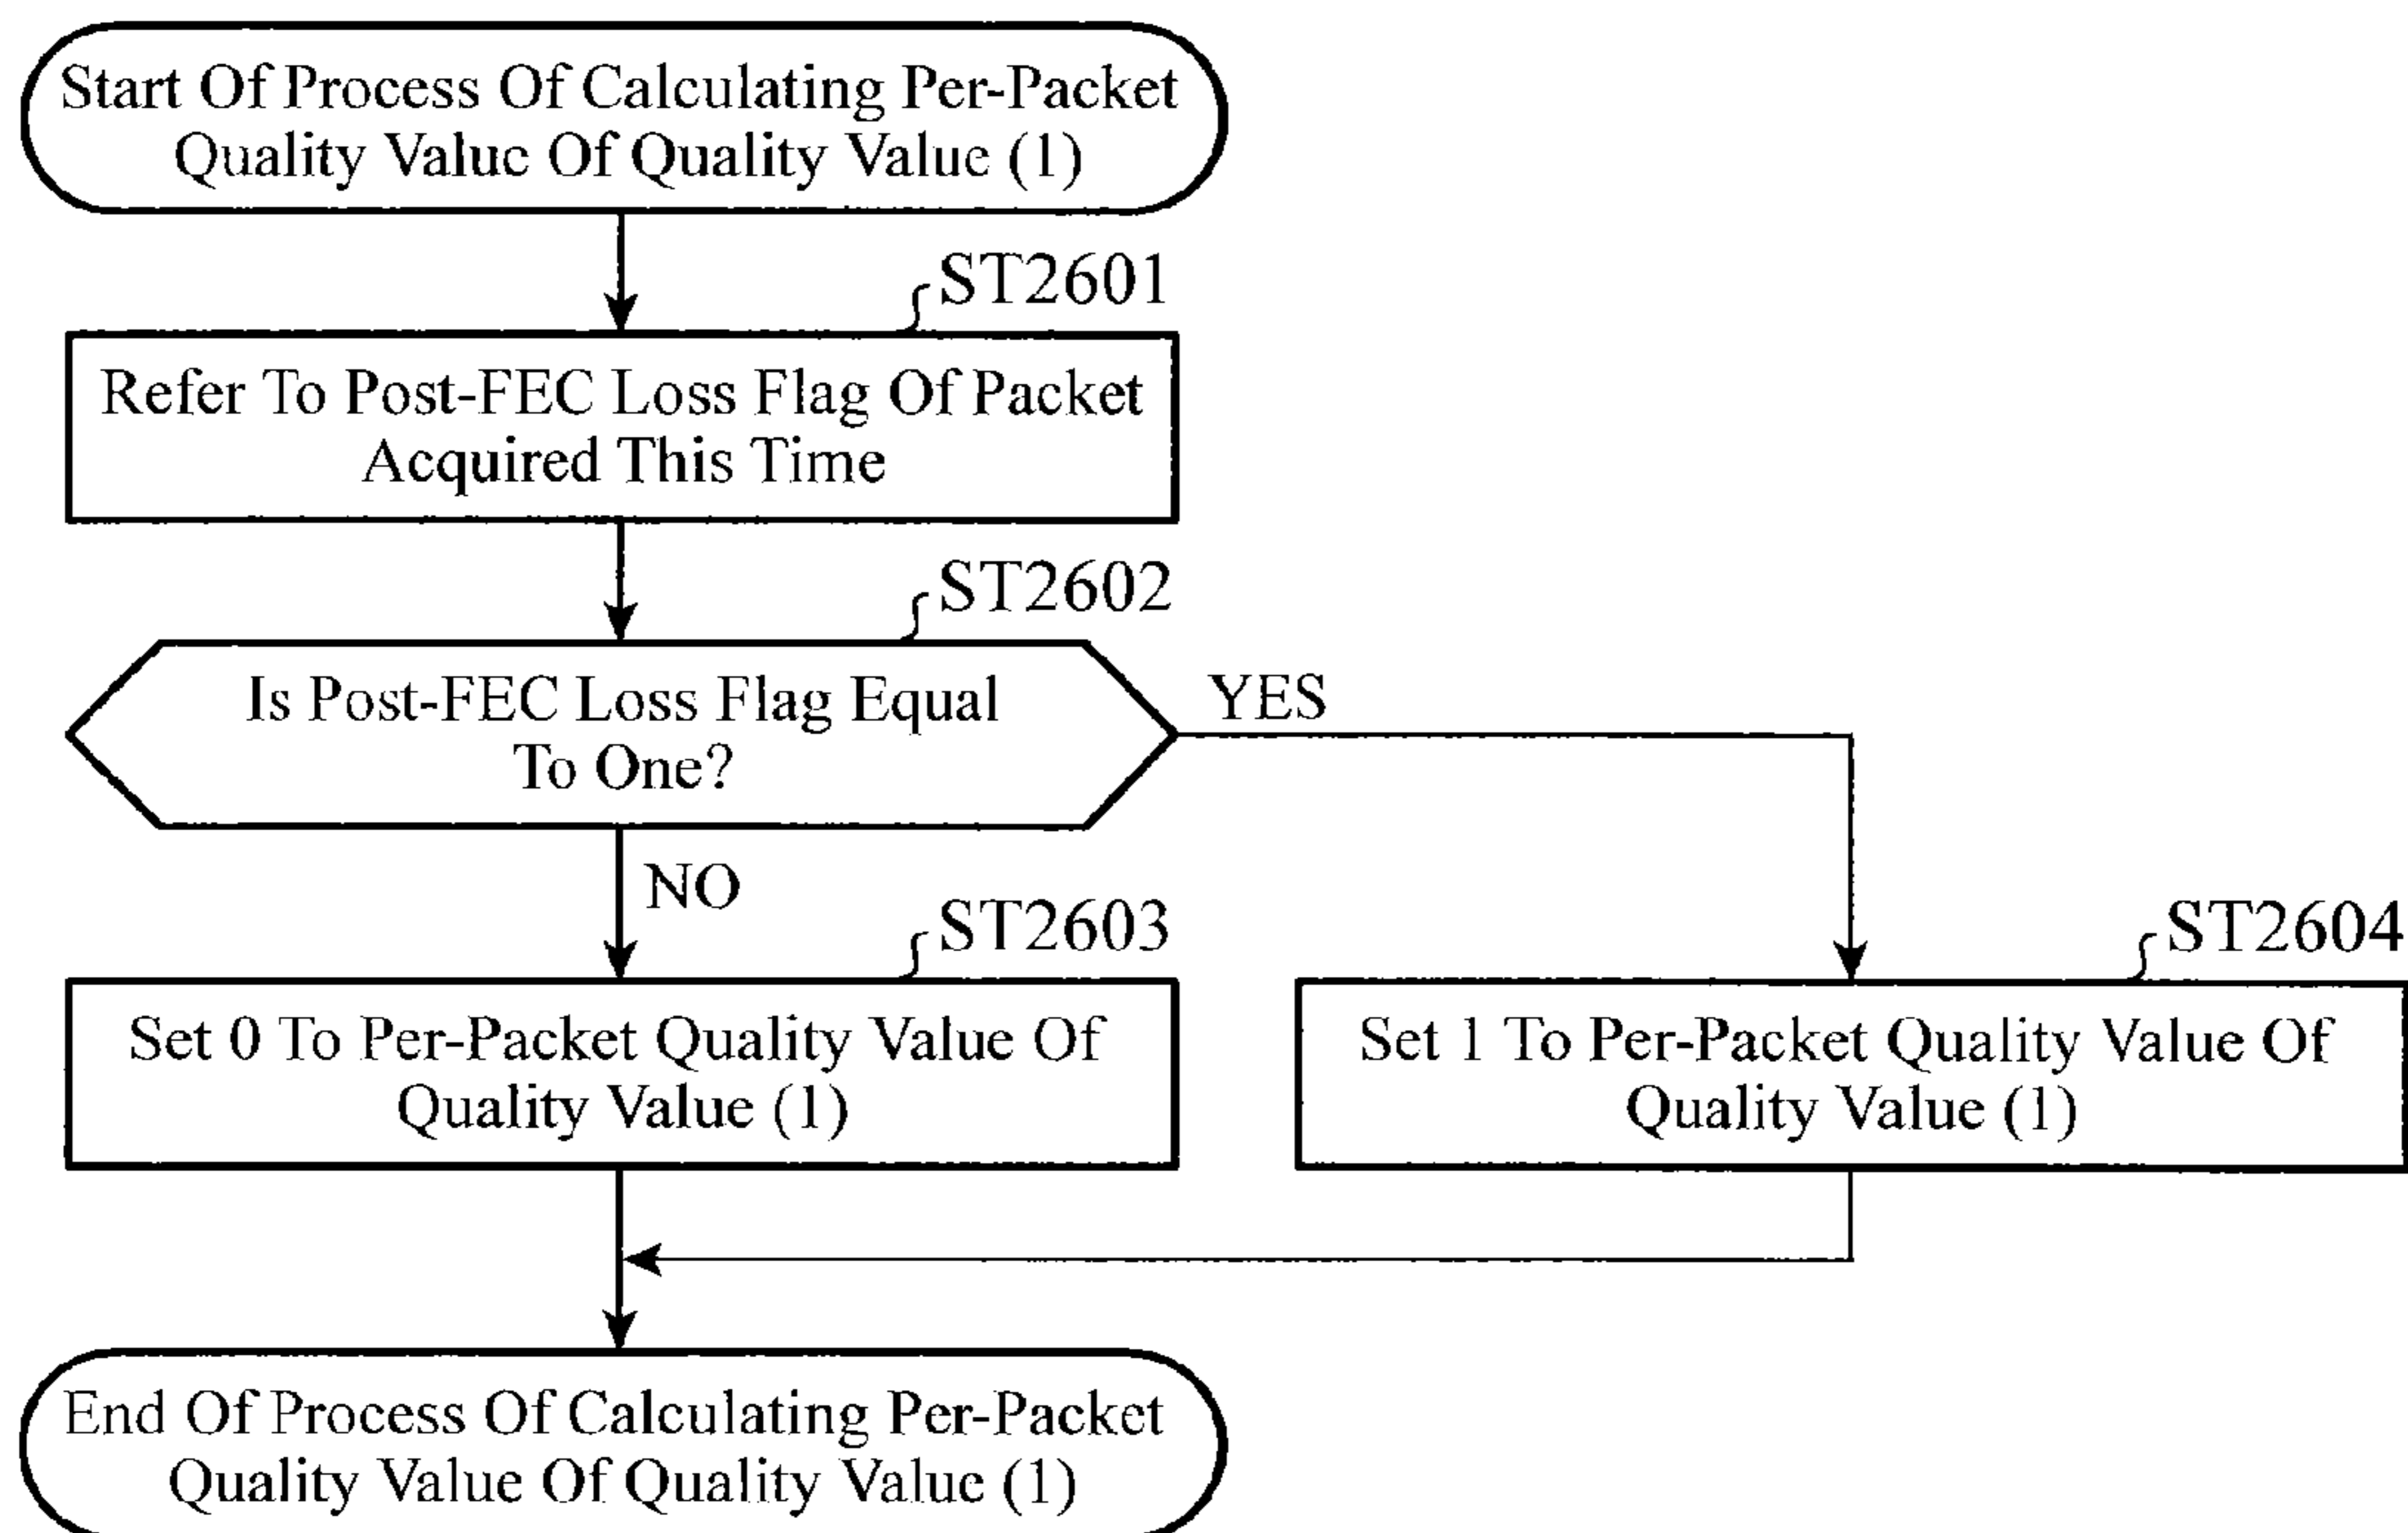 Start Of Process Of Calculating Per-Packet
Quality Value Of Quality Value (1)
ST2601
Refer To Post-FEC Loss Flag Of Packet
Acquired This Time
ST2602
Is Post-FEC Loss Flag Equal
To One?
YES
NO
ST2603
Set 0 To Per-Packet Quality Value Of
Quality Value (1)
ST2604
Set 1 To Per-Packet Quality Value Of
Quality Value (1)
End Of Process Of Calculating Per-Packet
Quality Value Of Quality Value (1)